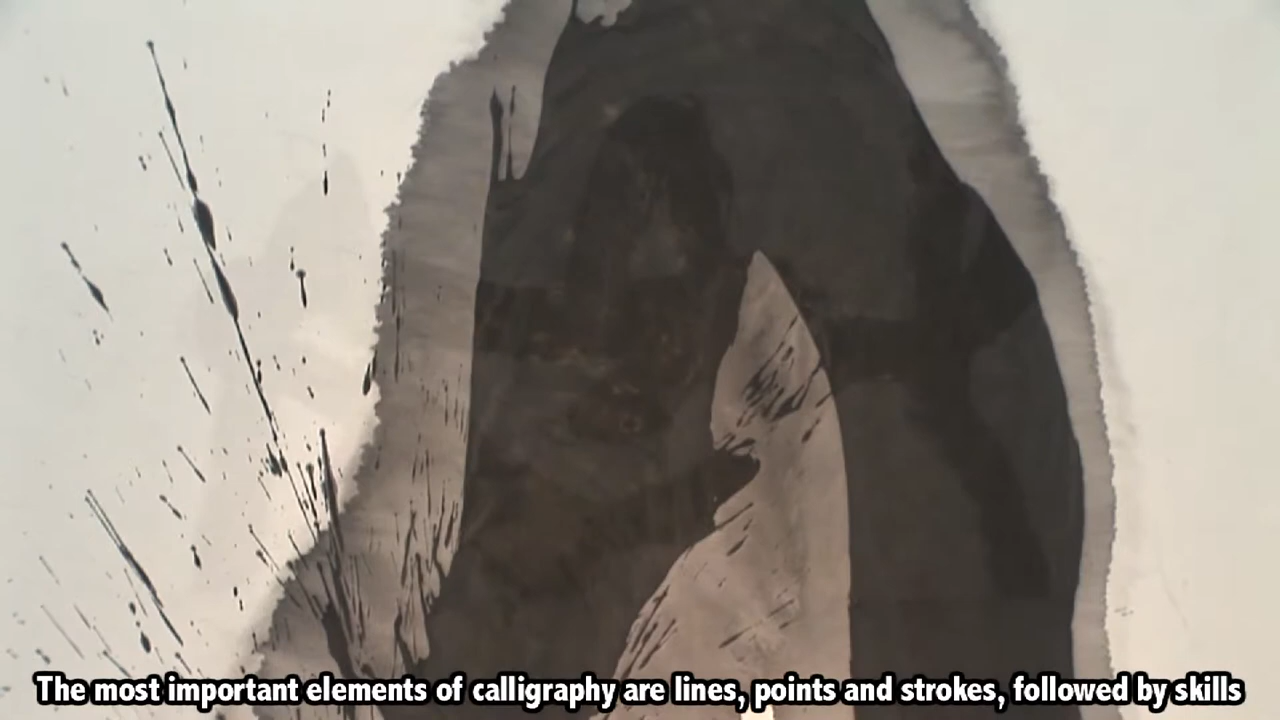 The most important elements of calligraphy are lines, points and strokes, followed by skills